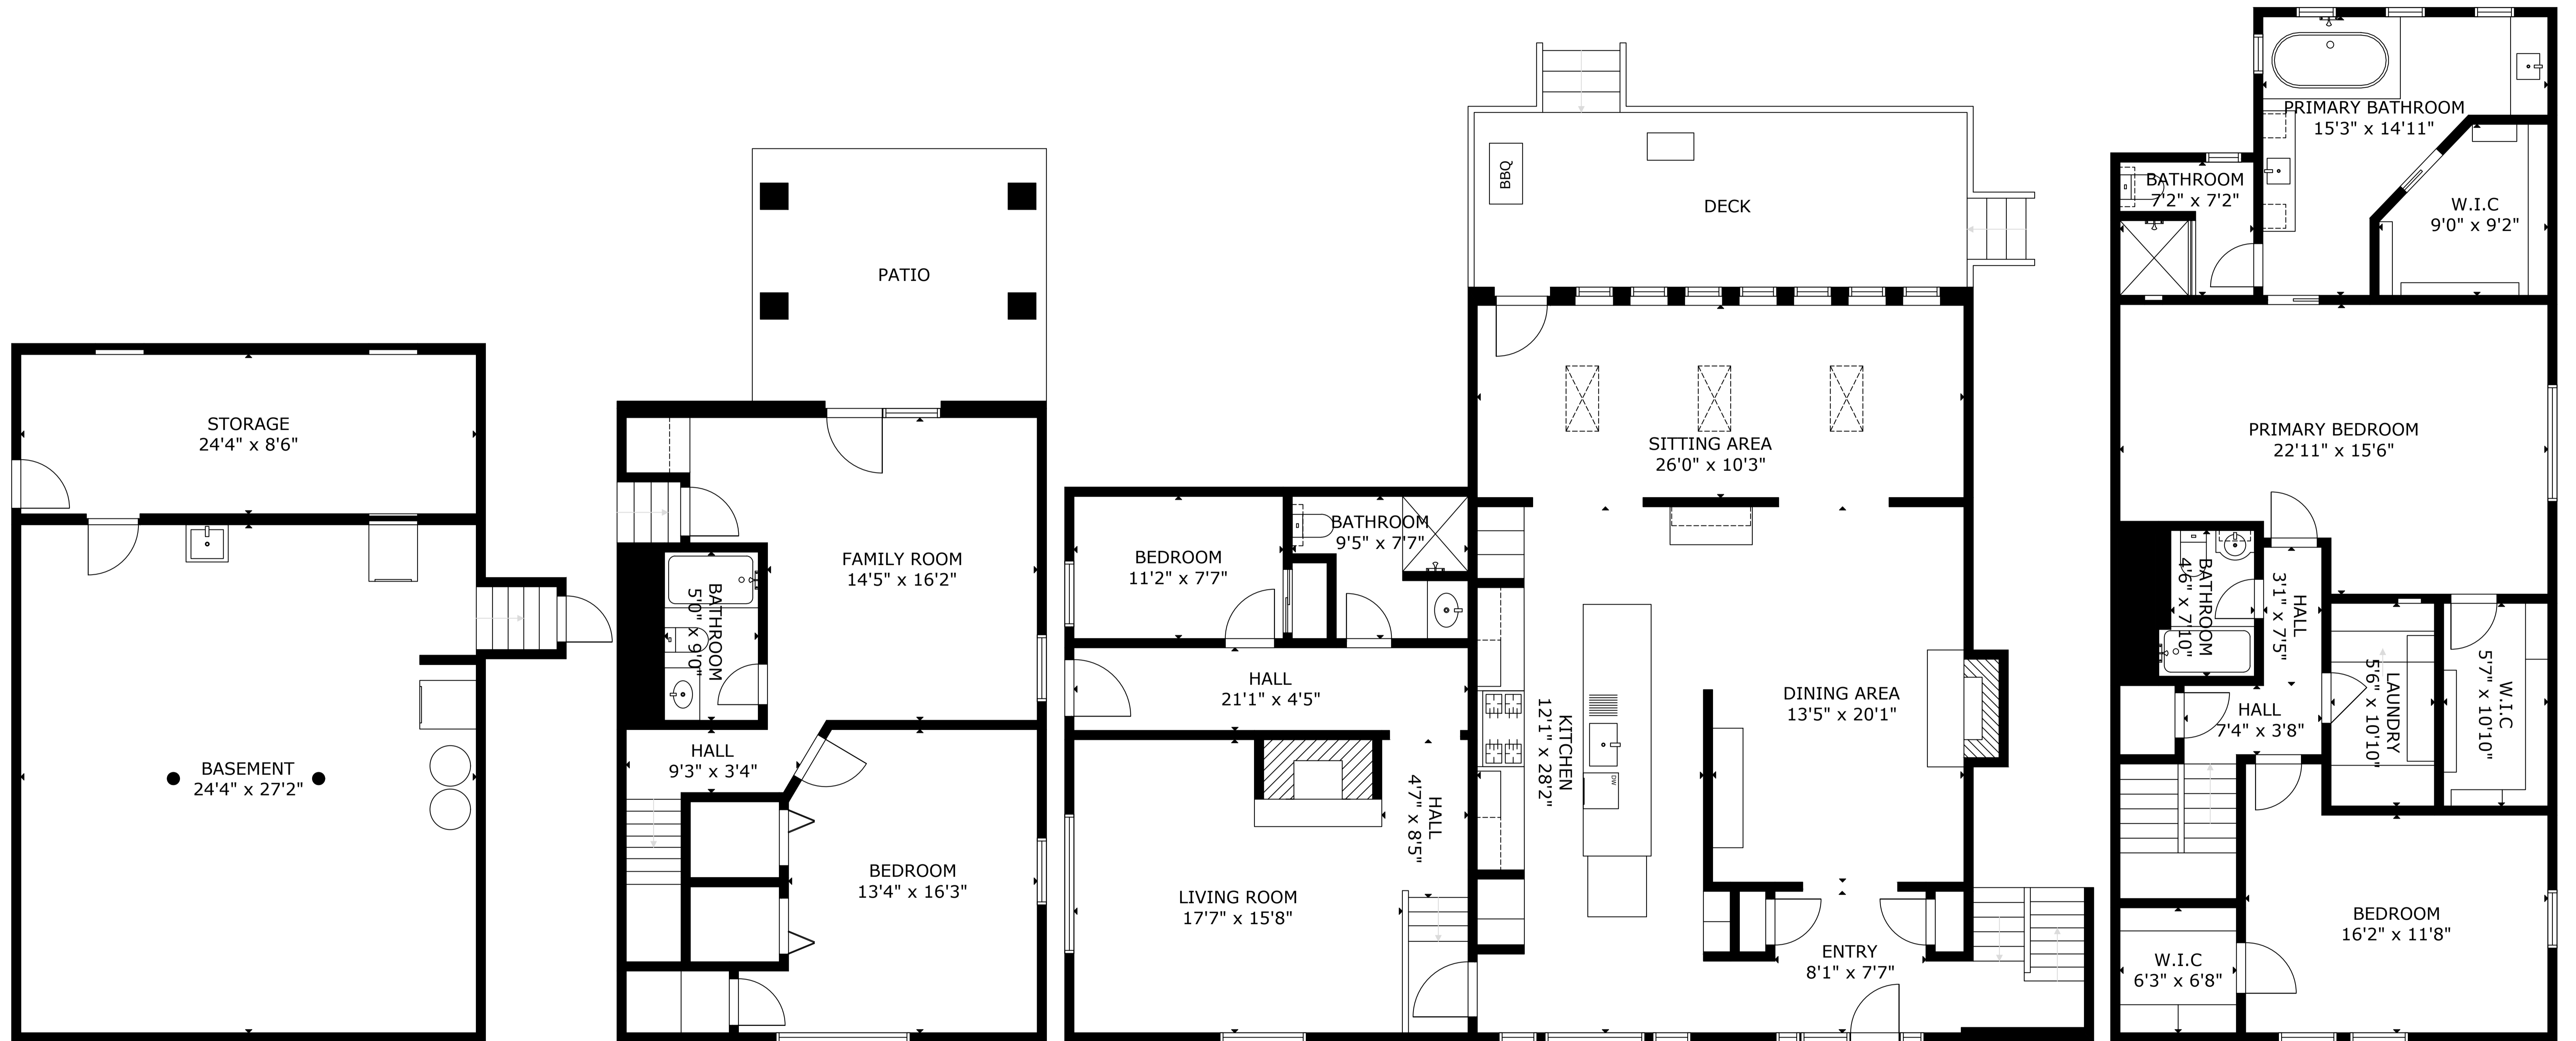 STORAGE
24'4" x 8'6"
BASEMENT
24'4" x 27'2"
PATIO
FAMILY ROOM
14'5" x 16'2"
BATHROOM
5'0" x 9'0"
HALL
9'3" x 3'4"
BEDROOM
13'4" x 16'3"
BBQ
DECK
SITTING AREA
26'0" x 10'3"
BEDROOM
11'2" x 7'7"
BATHROOM
9'5" x 7'7"
HALL
21'1" x 4'5"
LIVING ROOM
17'7" x 15'8"
HALL
4'7" x 8'5"
KITCHEN
12'1" x 28'2"
DW
DINING AREA
13'5" x 20'1"
ENTRY
8'1" x 7'7"
PRIMARY BATHROOM
15'3" x 14'11"
BATHROOM
7'2" x 7'2"
W.I.C
9'0" x 9'2"
PRIMARY BEDROOM
22'11" x 15'6"
BATHROOM
4'6" x 7'10"
HALL
3'1" x 7'5"
HALL
7'4" x 3'8"
LAUNDRY
5'6" x 10'10"
W.I.C
5'7" x 10'10"
BEDROOM
16'2" x 11'8"
W.I.C
6'3" x 6'8"